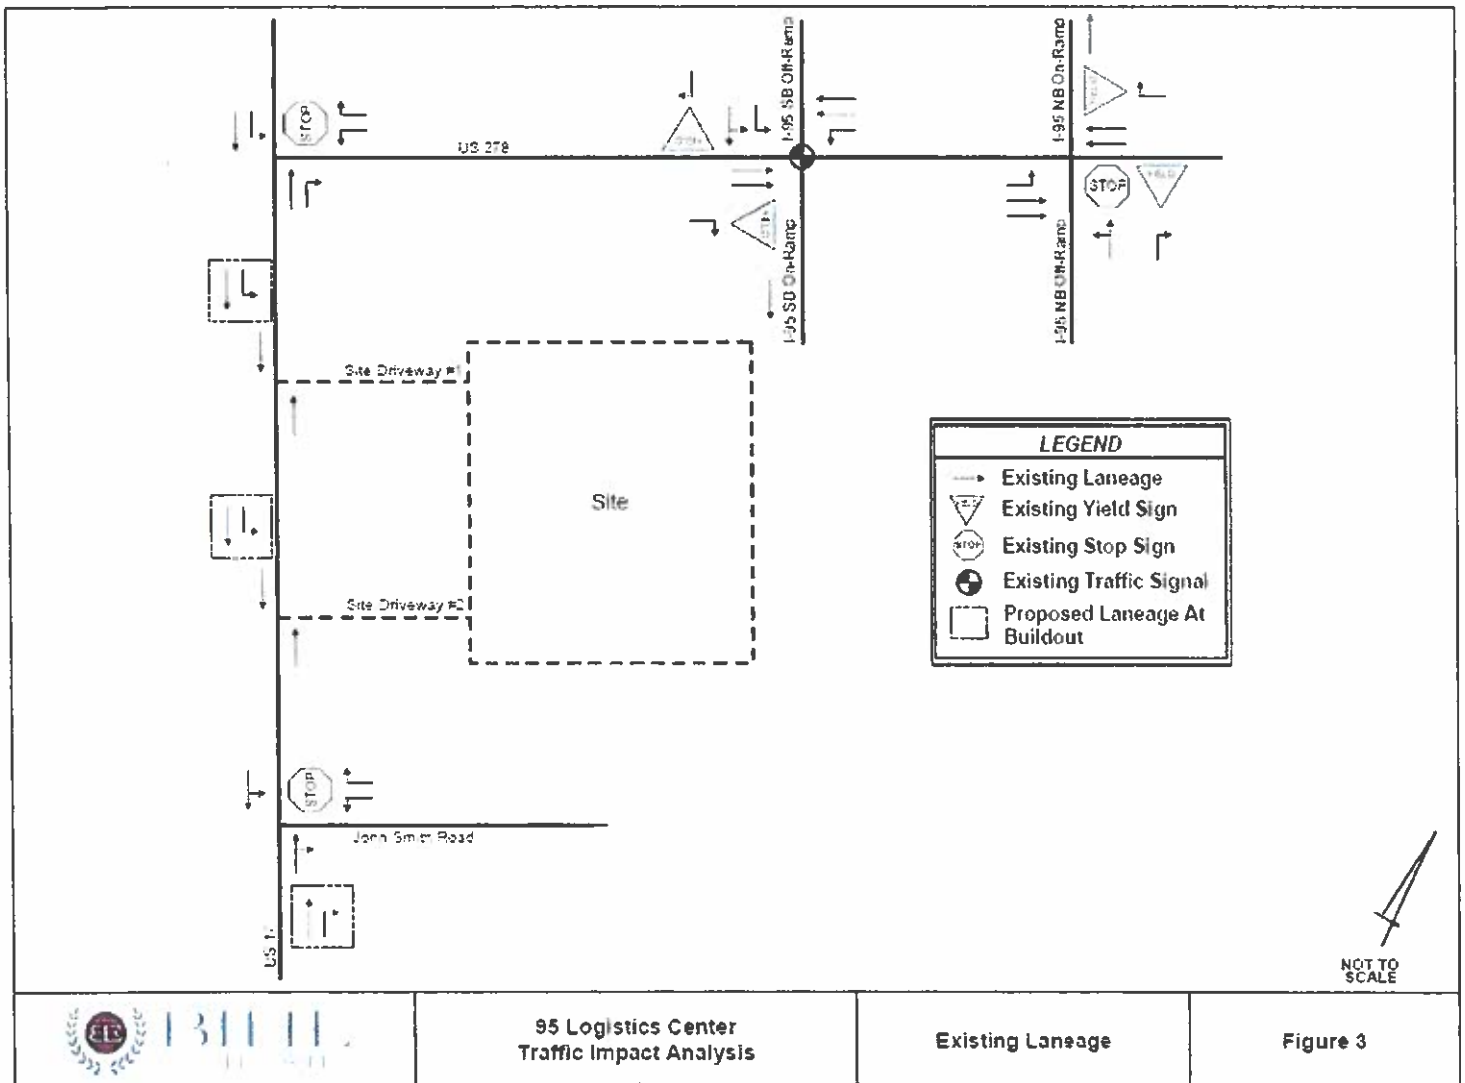 I-95 SB Off-Ramp
I-95 NB On-Ramp
STOP
US 278
STOP
YIELD
YIELD
I-95 SB On-Ramp
I-95 NB Off-Ramp
Site Driveway #1
Site
LEGEND
Existing Laneage
Existing Yield Sign
STOP
Existing Stop Sign
Existing Traffic Signal
Proposed Laneage At
Buildout
Site Driveway #2
STOP
John Smith Road
US 17
NOT TO
SCALE
95 Logistics Center
Traffic Impact Analysis
Existing Laneage
Figure 3